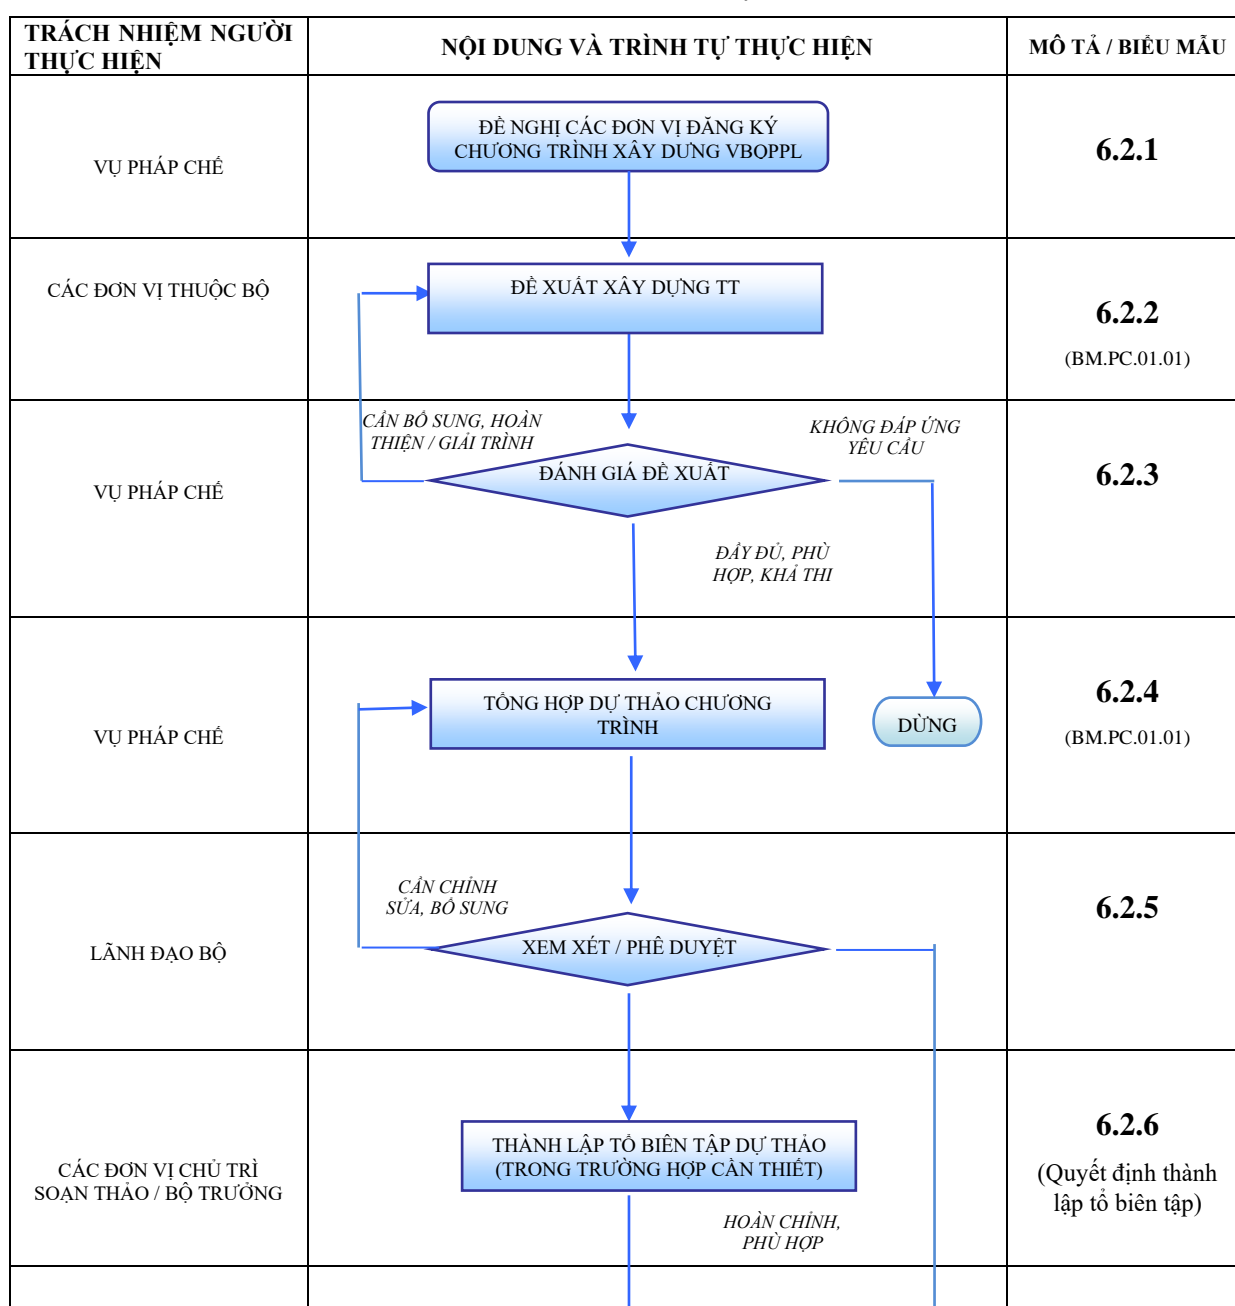 TRÁCH NHIỆM NGƯỜI
THỰC HIỆN
NỘI DUNG VÀ TRÌNH TỰ THỰC HIỆN
MÔ TẢ / BIỂU MẪU
VỤ PHÁP CHẾ
ĐỀ NGHỊ CÁC ĐƠN VỊ ĐĂNG KÝ
CHƯƠNG TRÌNH XÂY DỰNG VBQPPL
6.2.1
CÁC ĐƠN VỊ THUỘC BỘ
ĐỀ XUẤT XÂY DỰNG TT
6.2.2
(BM.PC.01.01)
VỤ PHÁP CHẾ
CẦN BỔ SUNG, HOÀN
THIỆN / GIẢI TRÌNH
KHÔNG ĐÁP ỨNG
YÊU CẦU
ĐÁNH GIÁ ĐỀ XUẤT
ĐẦY ĐỦ, PHÙ
HỢP, KHẢ THI
6.2.3
VỤ PHÁP CHẾ
TỔNG HỢP DỰ THẢO CHƯƠNG
TRÌNH
DỪNG
6.2.4
(BM.PC.01.01)
LÃNH ĐẠO BỘ
CẦN CHỈNH
SỬA, BỔ SUNG
XEM XÉT / PHÊ DUYỆT
6.2.5
CÁC ĐƠN VỊ CHỦ TRÌ
SOẠN THẢO / BỘ TRƯỞNG
THÀNH LẬP TỔ BIÊN TẬP DỰ THẢO
(TRONG TRƯỜNG HỢP CẦN THIẾT)
HOÀN CHỈNH,
PHÙ HỢP
6.2.6
(Quyết định thành
lập tổ biên tập)